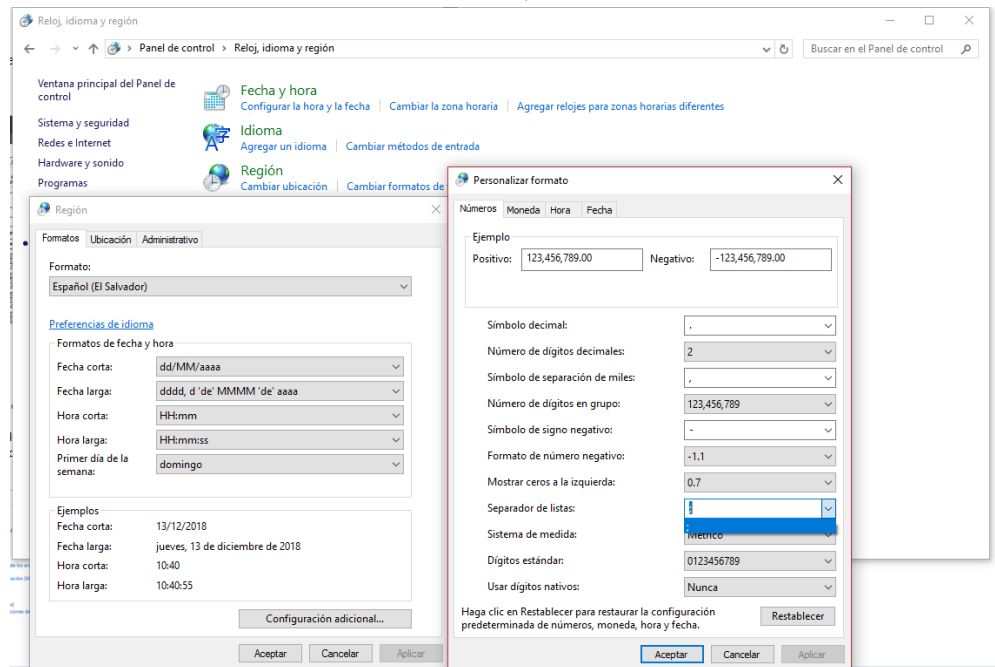 Reloj, idioma y región
Panel de control > Reloj, idioma y región
Buscar en el Panel de control
Ventana principal del Panel de
control
Sistema y seguridad
Redes e Internet
Hardware y sonido
Programas
Fecha y hora
Configurar la hora y la fecha | Cambiar la zona horaria | Agregar relojes para zonas horarias diferentes
Idioma
Agregar un idioma | Cambiar métodos de entrada
Región
Cambiar ubicación | Cambiar formatos de
Región
Formatos Ubicación Administrativo
Formato:
Español (El Salvador)
Preferencias de idioma
Formatos de fecha y hora
Fecha corta: dd/MM/aaaa
Fecha larga: dddd, d 'de' MMMM 'de' aaaa
Hora corta: HH:mm
Hora larga: HH:mm:ss
Primer día de la
semana: domingo
Ejemplos
Fecha corta: 13/12/2018
Fecha larga: jueves, 13 de diciembre de 2018
Hora corta: 10:40
Hora larga: 10:40:55
Configuración adicional...
Aceptar Cancelar Aplicar
Personalizar formato
Números Moneda Hora Fecha
Ejemplo
Positivo: 123,456,789.00 Negativo: -123,456,789.00
Símbolo decimal: .
Número de dígitos decimales: 2
Símbolo de separación de miles: ,
Número de dígitos en grupo: 123,456,789
Símbolo de signo negativo: -
Formato de número negativo: -1.1
Mostrar ceros a la izquierda: 0.7
Separador de listas: ;
;
Sistema de medida: Métrico
Dígitos estándar: 0123456789
Usar dígitos nativos: Nunca
Haga clic en Restablecer para restaurar la configuración
predeterminada de números, moneda, hora y fecha.
Restablecer
Aceptar Cancelar Aplicar